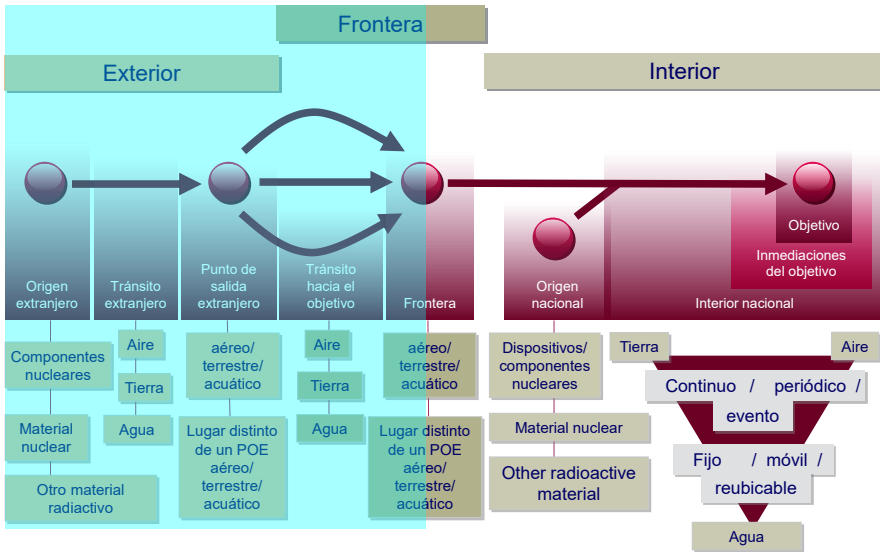 Frontera
Exterior
Interior
Origen
extranjero
Tránsito
extranjero
Punto de
salida
extranjero
Tránsito
hacia el
objetivo
Frontera
Origen
nacional
Interior nacional
Inmediaciones
del objetivo
Objetivo
Componentes
nucleares
Material
nuclear
Otro material
radiactivo
Aire
Tierra
Agua
aéreo/
terrestre/
acuático
Lugar distinto
de un POE
aéreo/
terrestre/
acuático
Aire
Tierra
Agua
aéreo/
terrestre/
acuático
Lugar distinto
de un POE
aéreo/
terrestre/
acuático
Dispositivos/
componentes
nucleares
Material nuclear
Other radioactive
material
Tierra
Aire
Continuo / periódico /
evento
Fijo / móvil /
reubicable
Agua